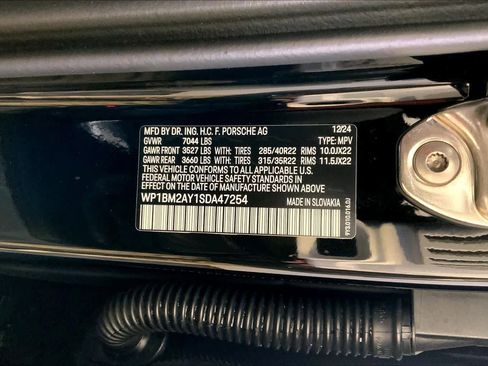 MFD BY DR. ING. H.C. F. PORSCHE AG 12/24
GVWR 7044 LBS TYPE: MPV
GAWR FRONT 3527 LBS WITH TIRES 285/40R22 RIMS 10.0JX22
GAWR REAR 3660 LBS WITH TIRES 315/35R22 RIMS 11.5JX22
THIS VEHICLE CONFORMS TO ALL APPLICABLE
FEDERAL MOTOR VEHICLE SAFETY STANDARDS IN
EFFECT ON THE DATE OF MANUFACTURE SHOWN ABOVE.
WP1BM2AY1SDA47254 MADE IN SLOVAKIA